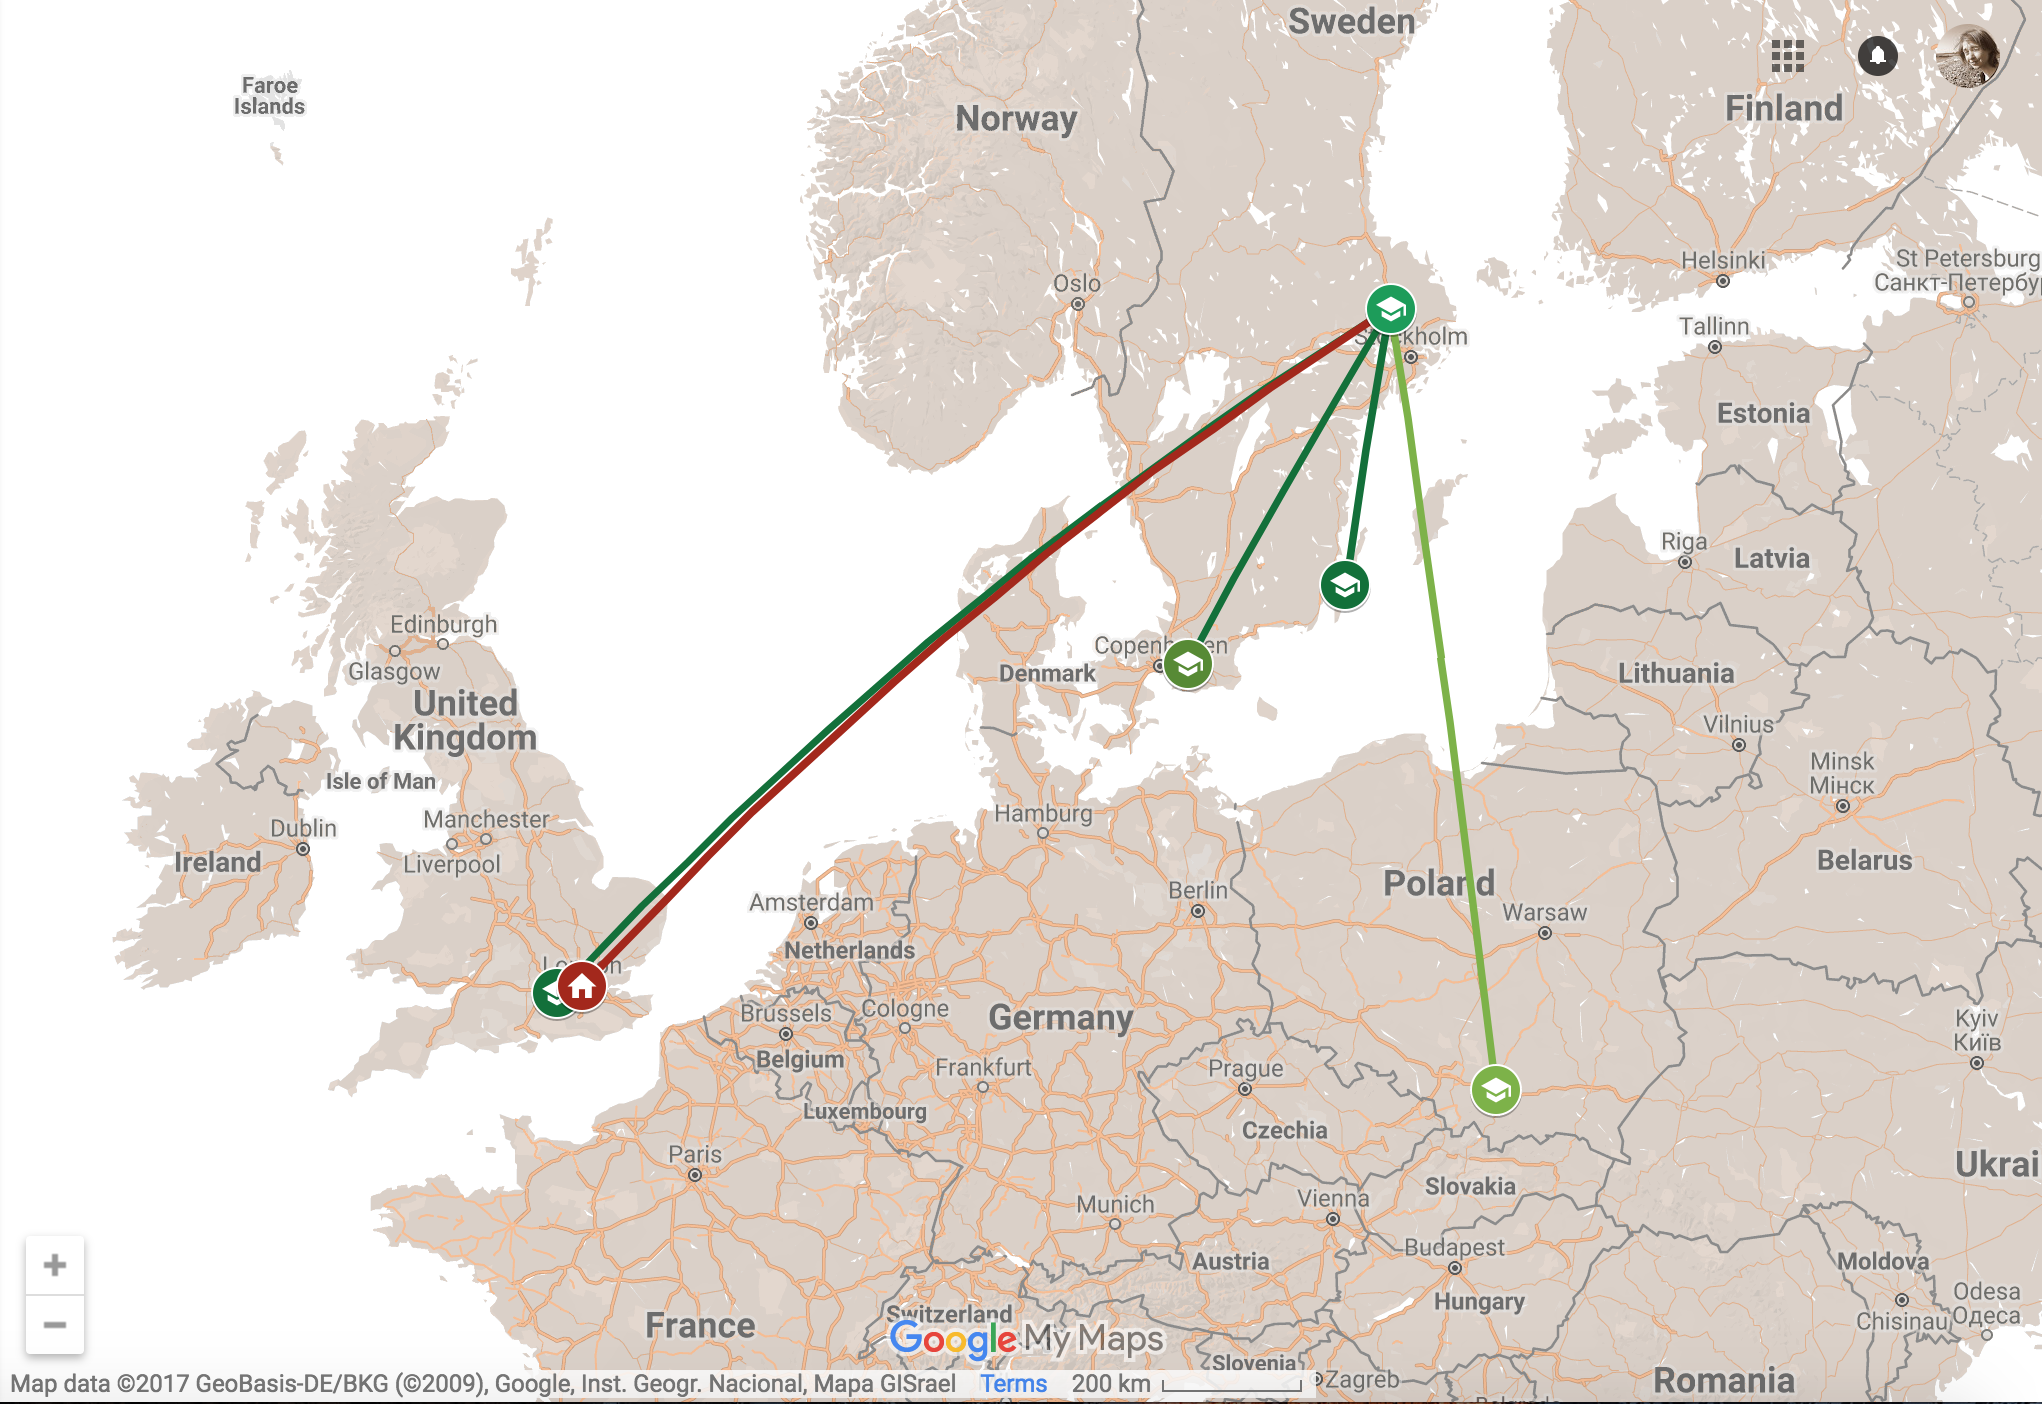 Sweden
Faroe
Islands
Norway
Finland
Helsinki
St Petersburg
Oslo
Tallinn
Estonia
Riga
Latvia
Edinburgh
Glasgow
Denmark
Lithuania
United
Kingdom
Vilnius
Isle of Man
Minsk
Мінск
Hamburg
Manchester
Dublin
Liverpool
Ireland
Belarus
Poland
Berlin
Amsterdam
Warsaw
Netherlands
Cologne
Brussels
Germany
Kyiv
Київ
Belgium
Frankfurt
Prague
Luxembourg
Czechia
Paris
Ukrai
Slovakia
Munich
Vienna
Budapest
Austria
Moldova
Odesa
Одеса
Hungary
Switzerland
Chisinau
France
Google My Maps
Slovenia
Zagreb
Romania
Map data ©2017 GeoBasis-DE/BKG (©2009), Google, Inst. Geogr. Nacional, Mapa GISrael Terms 200 km